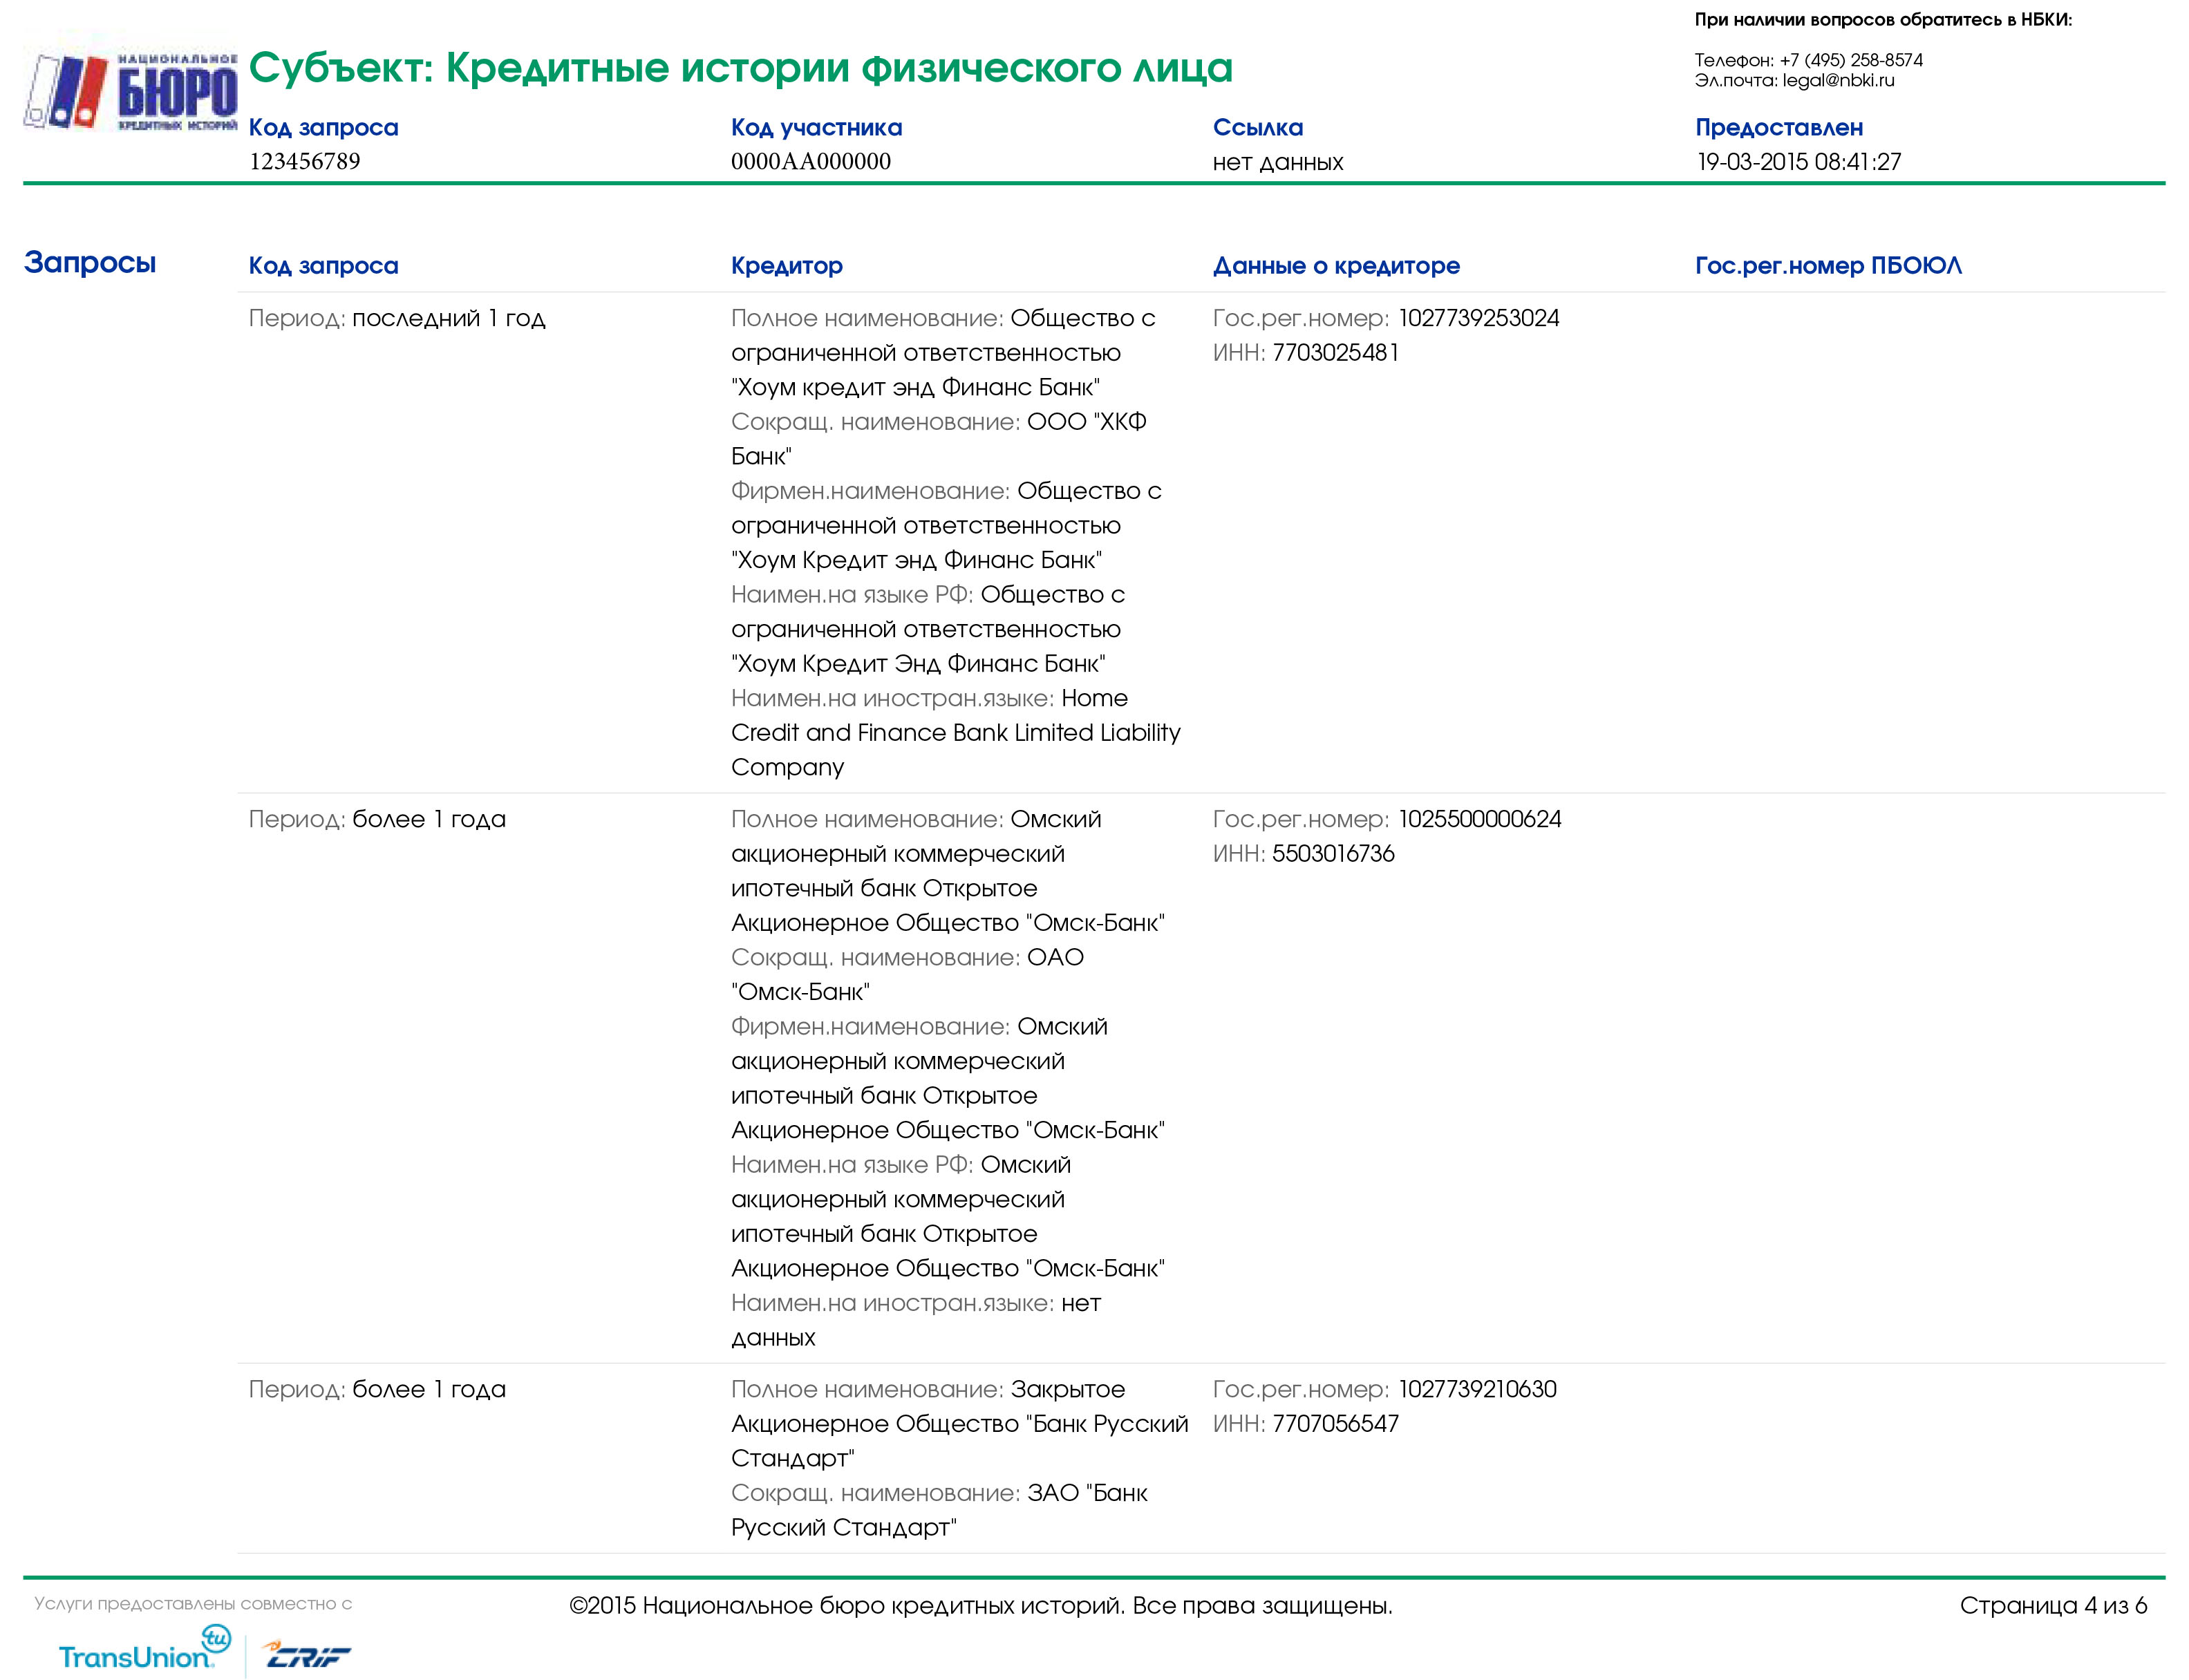 При наличии вопросов обратитесь в НБКИ:
НАЦИОНАЛЬНОЕ
БЮРО
КРЕДИТНЫХ ИСТОРИЙ
Субъект: Кредитные истории физического лица
Телефон: +7 (495) 258-8574
Эл.почта: legal@nbki.ru
Код запроса Код участника Ссылка Предоставлен
123456789 0000AA000000 нет данных 19-03-2015 08:41:27
Запросы Код запроса Кредитор Данные о кредиторе Гос.рег.номер ПБОЮЛ
Период: последний 1 год Полное наименование: Общество с Гос.рег.номер: 1027739253024
ограниченной ответственностью ИНН: 7703025481
"Хоум кредит энд Финанс Банк"
Сокращ. наименование: ООО "ХКФ
Банк"
Фирмен.наименование: Общество с
ограниченной ответственностью
"Хоум Кредит энд Финанс Банк"
Наимен.на языке РФ: Общество с
ограниченной ответственностью
"Хоум Кредит Энд Финанс Банк"
Наимен.на иностран.языке: Home
Credit and Finance Bank Limited Liability
Company
Период: более 1 года Полное наименование: Омский Гос.рег.номер: 1025500000624
акционерный коммерческий ИНН: 5503016736
ипотечный банк Открытое
Акционерное Общество "Омск-Банк"
Сокращ. наименование: ОАО
"Омск-Банк"
Фирмен.наименование: Омский
акционерный коммерческий
ипотечный банк Открытое
Акционерное Общество "Омск-Банк"
Наимен.на языке РФ: Омский
акционерный коммерческий
ипотечный банк Открытое
Акционерное Общество "Омск-Банк"
Наимен.на иностран.языке: нет
данных
Период: более 1 года Полное наименование: Закрытое Гос.рег.номер: 1027739210630
Акционерное Общество "Банк Русский ИНН: 7707056547
Стандарт"
Сокращ. наименование: ЗАО "Банк
Русский Стандарт"
Услуги предоставлены совместно с ©2015 Национальное бюро кредитных историй. Все права защищены. Страница 4 из 6
TransUnion tu CRIF